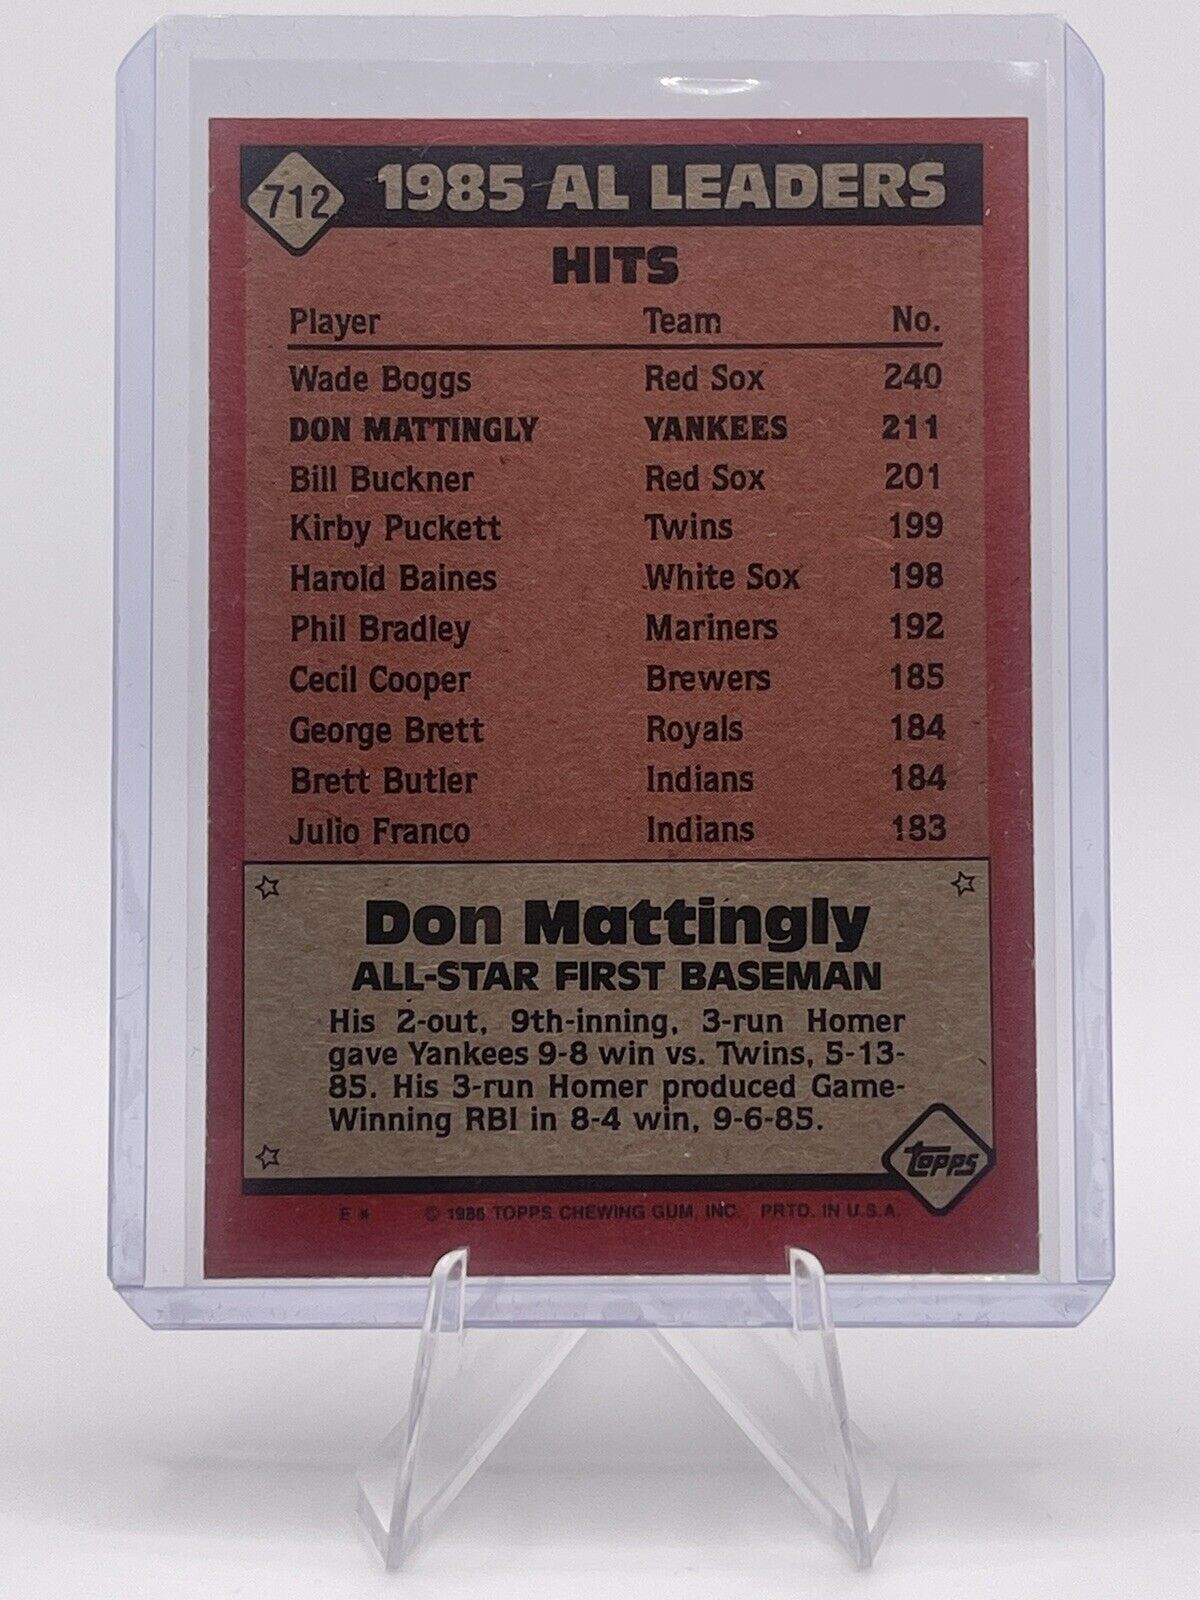 712 1985 AL LEADERS
HITS
Player Team No.
Wade Boggs Red Sox 240
DON MATTINGLY YANKEES 211
Bill Buckner Red Sox 201
Kirby Puckett Twins 199
Harold Baines White Sox 198
Phil Bradley Mariners 192
Cecil Cooper Brewers 185
George Brett Royals 184
Brett Butler Indians 184
Julio Franco Indians 183
Don Mattingly
ALL-STAR FIRST BASEMAN
His 2-out, 9th-inning, 3-run Homer
gave Yankees 9-8 win vs. Twins, 5-13-
85. His 3-run Homer produced Game-
Winning RBI in 8-4 win, 9-6-85.
topps
E * © 1986 TOPPS CHEWING GUM, INC. PRTD. IN U.S.A.